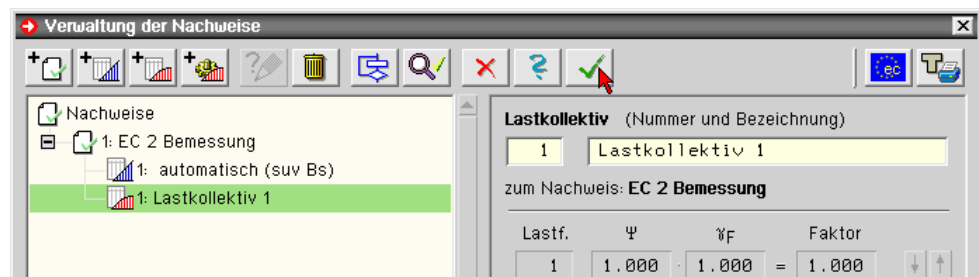 Verwaltung der Nachweise
ec
Nachweise
1: EC 2 Bemessung
1: automatisch (suv Bs)
1: Lastkollektiv 1
Lastkollektiv (Nummer und Bezeichnung)
1 Lastkollektiv 1
zum Nachweis: EC 2 Bemessung
Lastf. Ψ γF Faktor
1 1.000 · 1.000 = 1.000